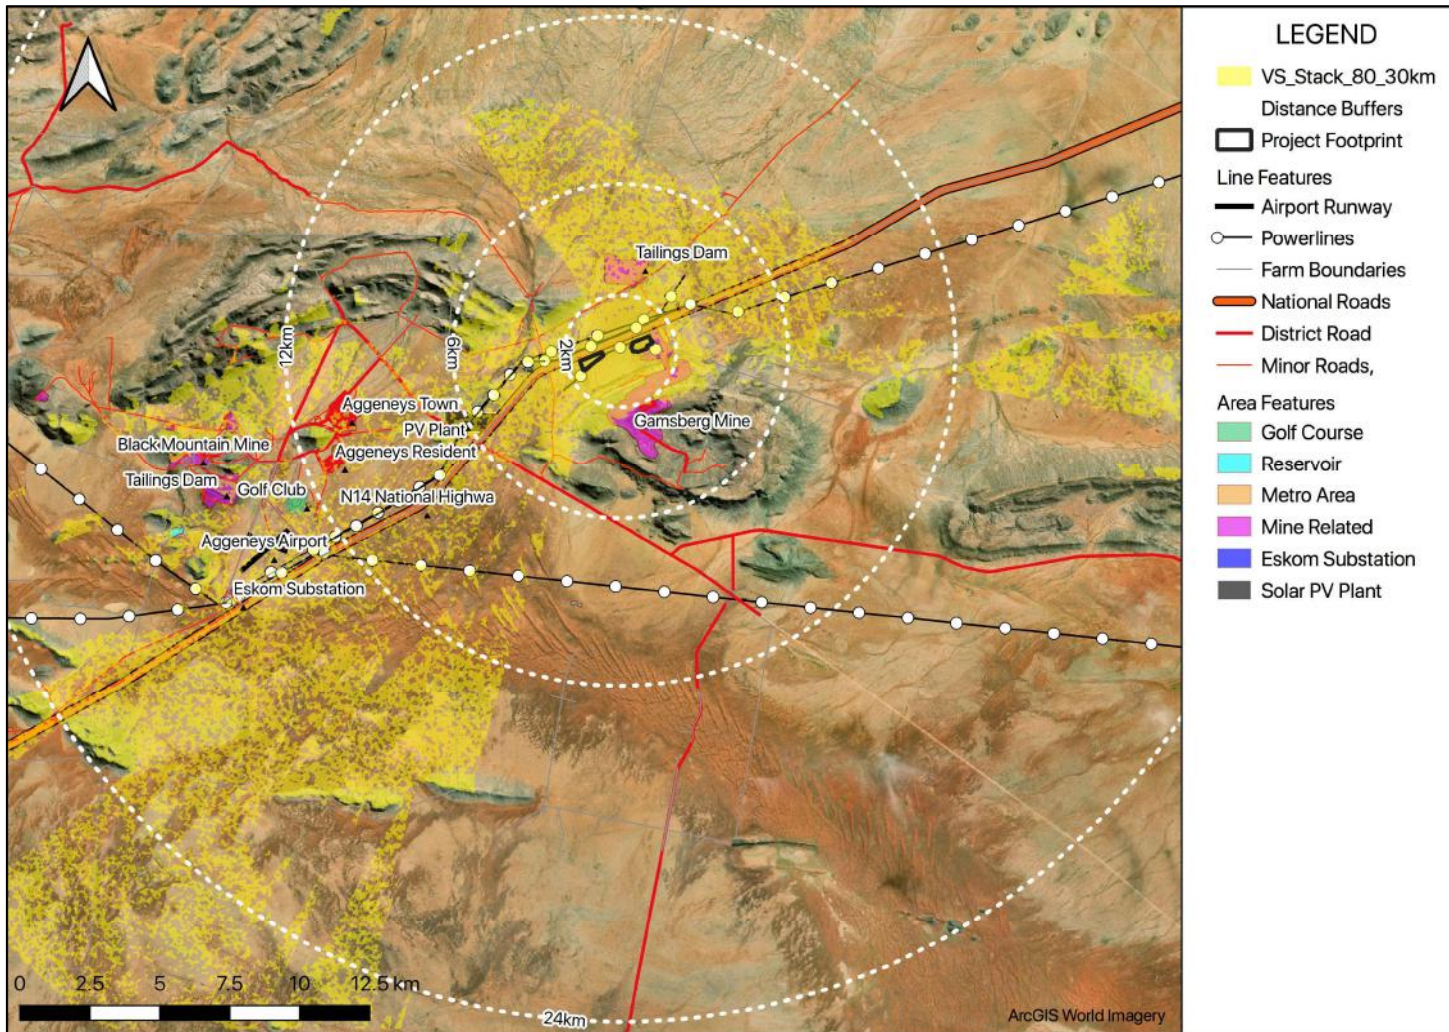 LEGEND
VS_Stack_80_30km
Distance Buffers
Project Footprint
Line Features
Airport Runway
Powerlines
Farm Boundaries
National Roads
District Road
Minor Roads,
Area Features
Golf Course
Reservoir
Metro Area
Mine Related
Eskom Substation
Solar PV Plant
Tailings Dam
12km
6km
2km
Aggeneys Town
PV Plant
Gamsberg Mine
Black Mountain Mine
Aggeneys Resident
Tailings Dam
Golf Club
N14 National Highwa
Aggeneys Airport
Eskom Substation
0 2.5 5 7.5 10 12.5 km
24km
ArcGIS World Imagery